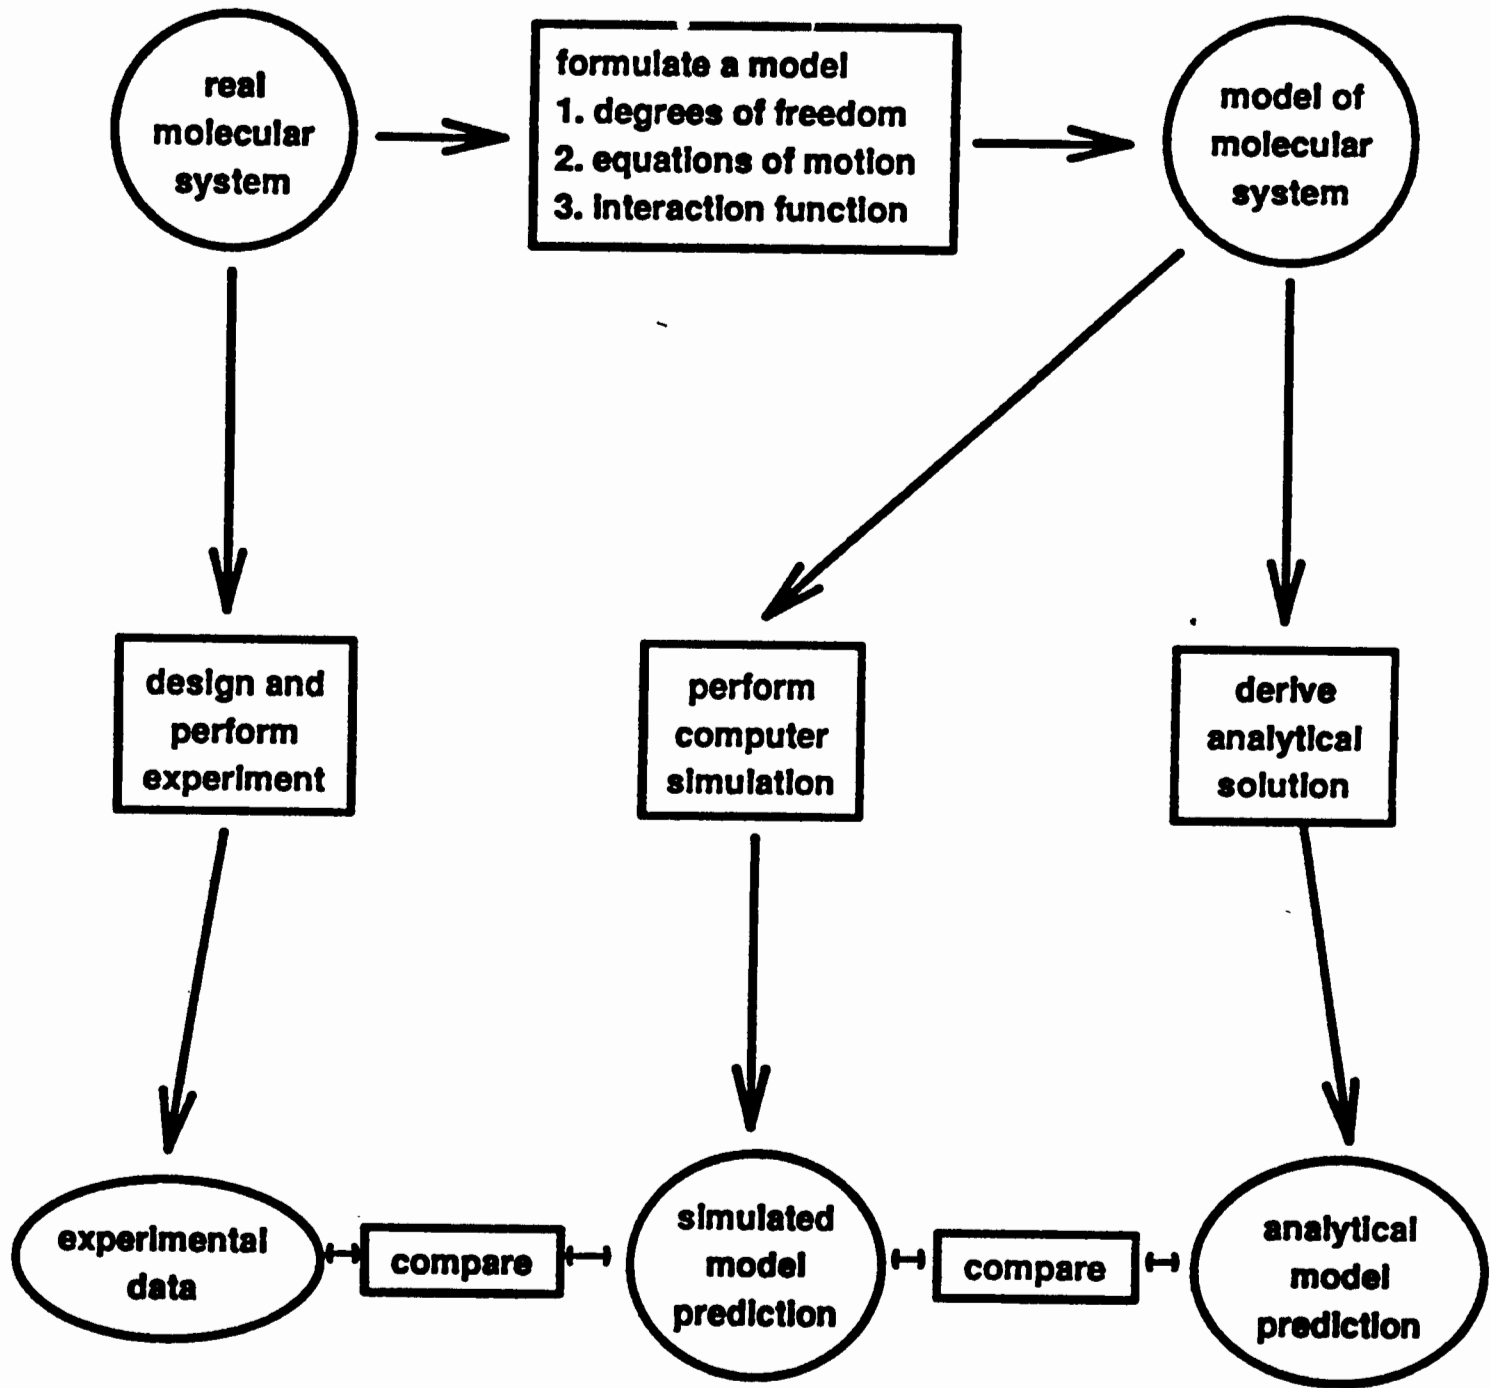 real
molecular
system
formulate a model
1. degrees of freedom
2. equations of motion
3. interaction function
model of
molecular
system
design and
perform
experiment
perform
computer
simulation
derive
analytical
solution
experimental
data
compare
simulated
model
prediction
compare
analytical
model
prediction